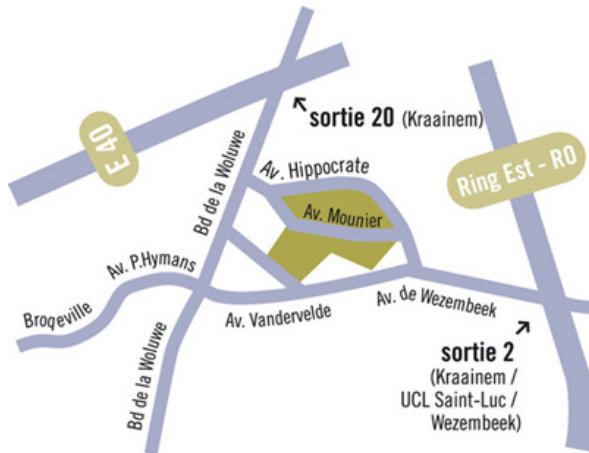 E 40
sortie 20 (Kraainem)
Bd de la Woluwe
Av. Hippocrate
Ring Est - R0
Av. Mounier
Av. P.Hymans
Broqeville
Av. Vandervelde
Av. de Wezembeek
Bd de la Woluwe
sortie 2
(Kraainem /
UCL Saint-Luc /
Wezembeek)